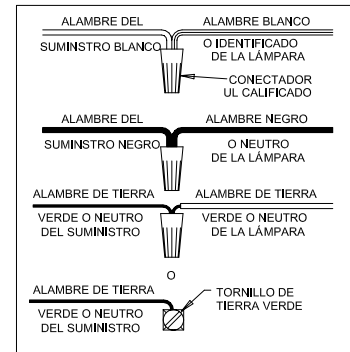 ALAMBRE DEL
ALAMBRE BLANCO
SUMINISTRO BLANCO
O IDENTIFICADO
DE LA LÁMPARA
CONECTADOR
UL CALIFICADO
ALAMBRE DEL
ALAMBRE NEGRO
SUMINSTRO NEGRO
O NEUTRO
DE LA LÁMPARA
ALAMBRE DE TIERRA
ALAMBRE DE TIERRA
VERDE O NEUTRO
DEL SUMINISTRO
VERDE O NEUTRO
DE LA LÁMPARA
O
ALAMBRE DE TIERRA
TORNILLO DE
TIERRA VERDE
VERDE O NEUTRO
DEL SUMINISTRO